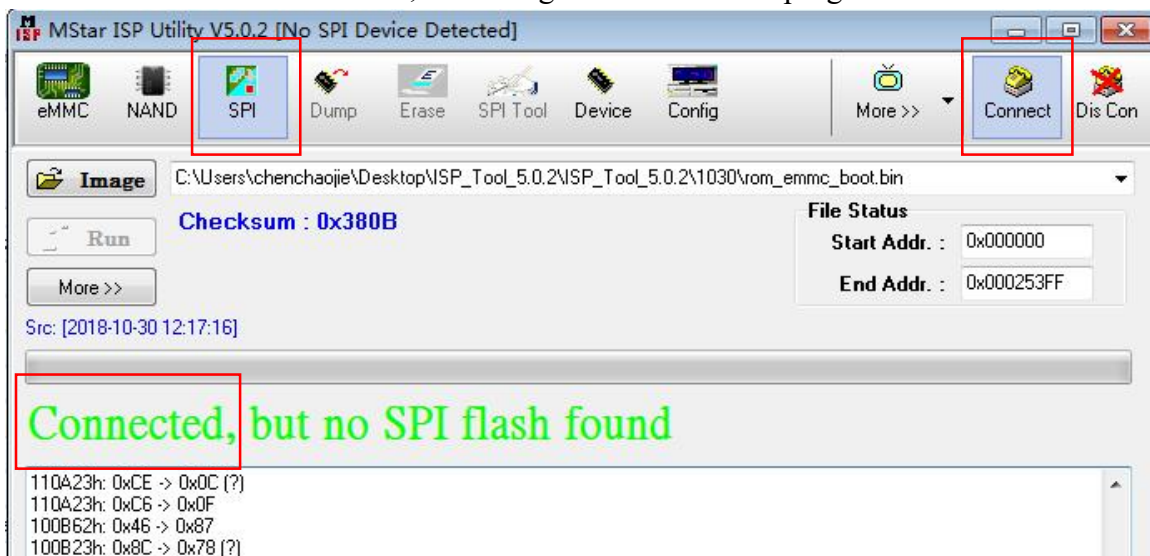 MStar ISP Utility V5.0.2 [No SPI Device Detected]
eMMC NAND SPI Dump Erase SPI Tool Device Config More >> Connect Dis Con
Image C:\Users\chenchaojie\Desktop\ISP_Tool_5.0.2\ISP_Tool_5.0.2\1030\rom_emmc_boot.bin
Checksum : 0x380B
File Status
Run
Start Addr. : 0x000000
More >>
End Addr. : 0x000253FF
Src: [2018-10-30 12:17:16]
Connected, but no SPI flash found
110A23h: 0xCE -> 0x0C (?)
110A23h: 0xC6 -> 0x0F
100B62h: 0x46 -> 0x87
100B23h: 0x8C -> 0x78 (?)